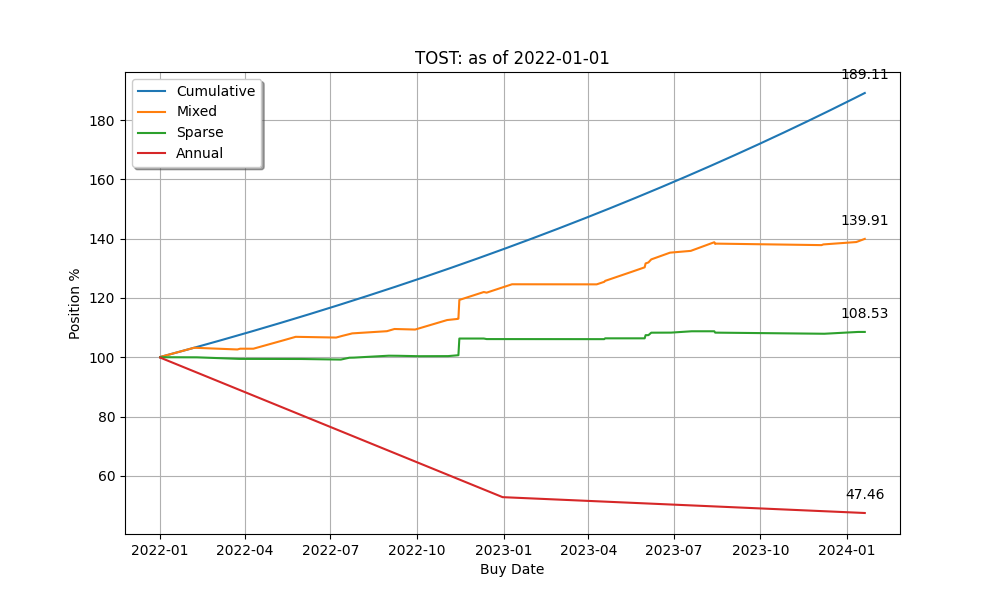 TOST: as of 2022-01-01
189.11
Cumulative
Mixed
Sparse
Annual
180
160
140
120
100
80
60
139.91
108.53
47.46
Position %
2022-01 2022-04 2022-07 2022-10 2023-01 2023-04 2023-07 2023-10 2024-01
Buy Date